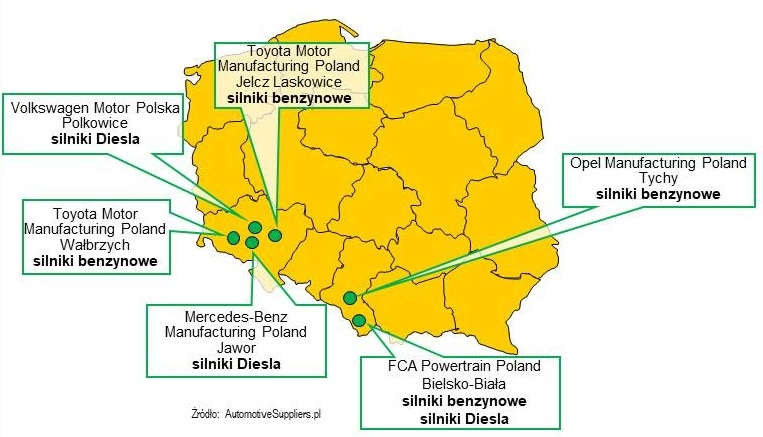 Toyota Motor
Manufacturing Poland
Jelcz Laskowice
silniki benzynowe
Volkswagen Motor Polska
Polkowice
silniki Diesla
Opel Manufacturing Poland
Tychy
silniki benzynowe
Toyota Motor
Manufacturing Poland
Wałbrzych
silniki benzynowe
Mercedes-Benz
Manufacturing Poland
Jawor
silniki Diesla
FCA Powertrain Poland
Bielsko-Biała
silniki benzynowe
silniki Diesla
Źródło: AutomotiveSuppliers.pl